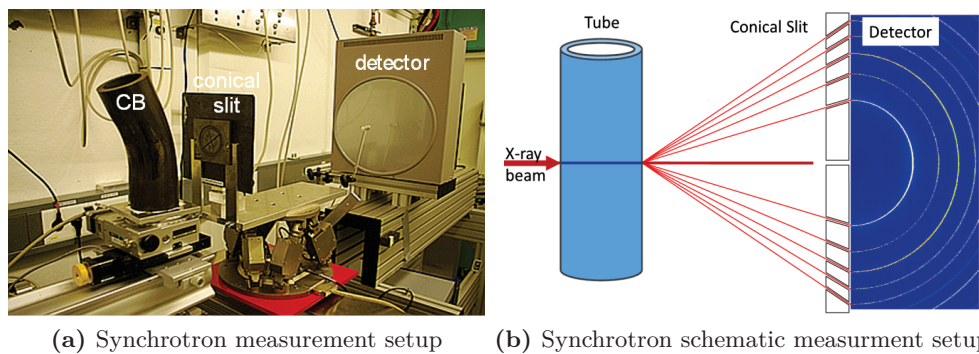 CB
conical
slit
detector
Tube
Conical Slit
Detector
X-ray
beam
(a) Synchrotron measurement setup
(b) Synchrotron schematic measurment setup